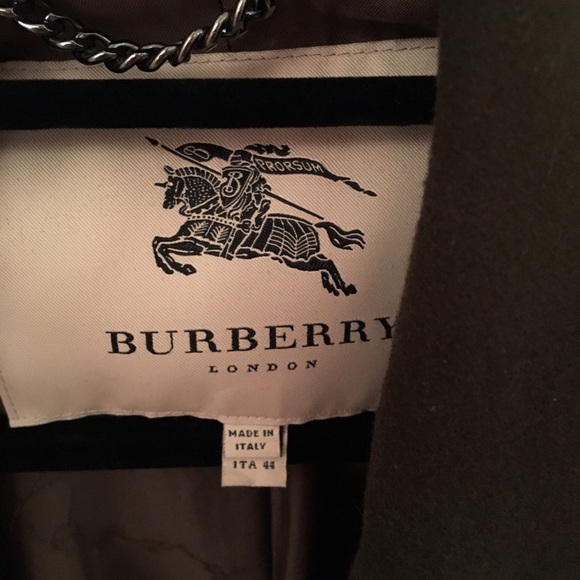 PRORSUM
B
BURBERRY
LONDON
MADE IN
ITALY
ITA 44